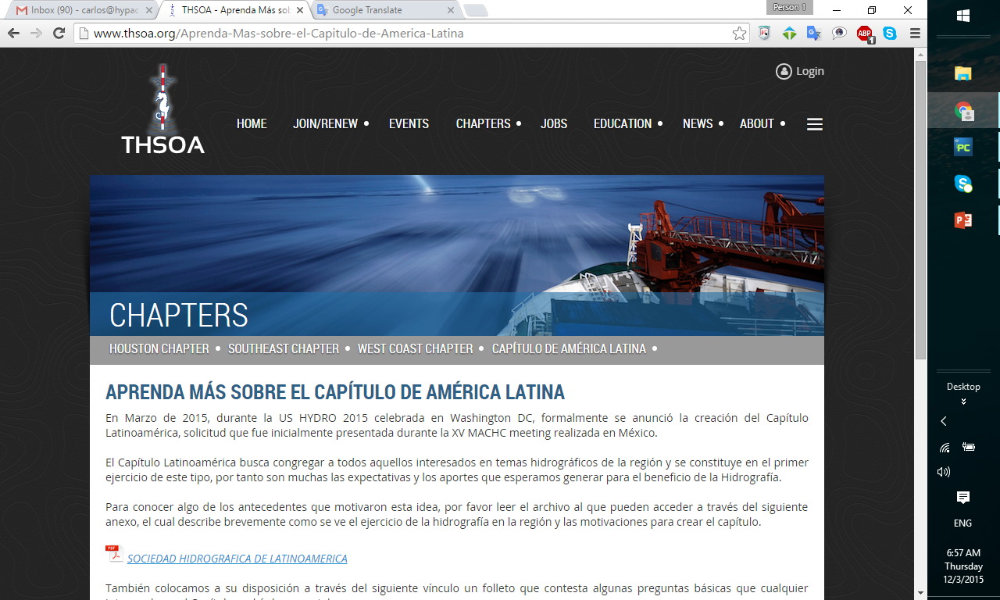 Inbox (90) - carlos@hypac
THSOA - Aprenda Más sob
Google Translate
Person 1
www.thsoa.org/Aprenda-Mas-sobre-el-Capitulo-de-America-Latina
ABP
1
Login
THSOA
HOME JOIN/RENEW EVENTS CHAPTERS JOBS EDUCATION NEWS ABOUT
CHAPTERS
HOUSTON CHAPTER • SOUTHEAST CHAPTER • WEST COAST CHAPTER • CAPÍTULO DE AMÉRICA LATINA •
APRENDA MÁS SOBRE EL CAPÍTULO DE AMÉRICA LATINA
En Marzo de 2015, durante la US HYDRO 2015 celebrada en Washington DC, formalmente se anunció la creación del Capítulo
Latinoamérica, solicitud que fue inicialmente presentada durante la XV MACHC meeting realizada en México.
El Capítulo Latinoamérica busca congregar a todos aquellos interesados en temas hidrográficos de la región y se constituye en el primer
ejercicio de este tipo, por tanto son muchas las expectativas y los aportes que esperamos generar para el beneficio de la Hidrografía.
Para conocer algo de los antecedentes que motivaron esta idea, por favor leer el archivo al que pueden acceder a través del siguiente
anexo, el cual describe brevemente como se ve el ejercicio de la hidrografía en la región y las motivaciones para crear el capítulo.
PDF
SOCIEDAD HIDROGRAFICA DE LATINOAMERICA
También colocamos a su disposición a través del siguiente vínculo un folleto que contesta algunas preguntas básicas que cualquier
PC
Desktop
ENG
6:57 AM
Thursday
12/3/2015